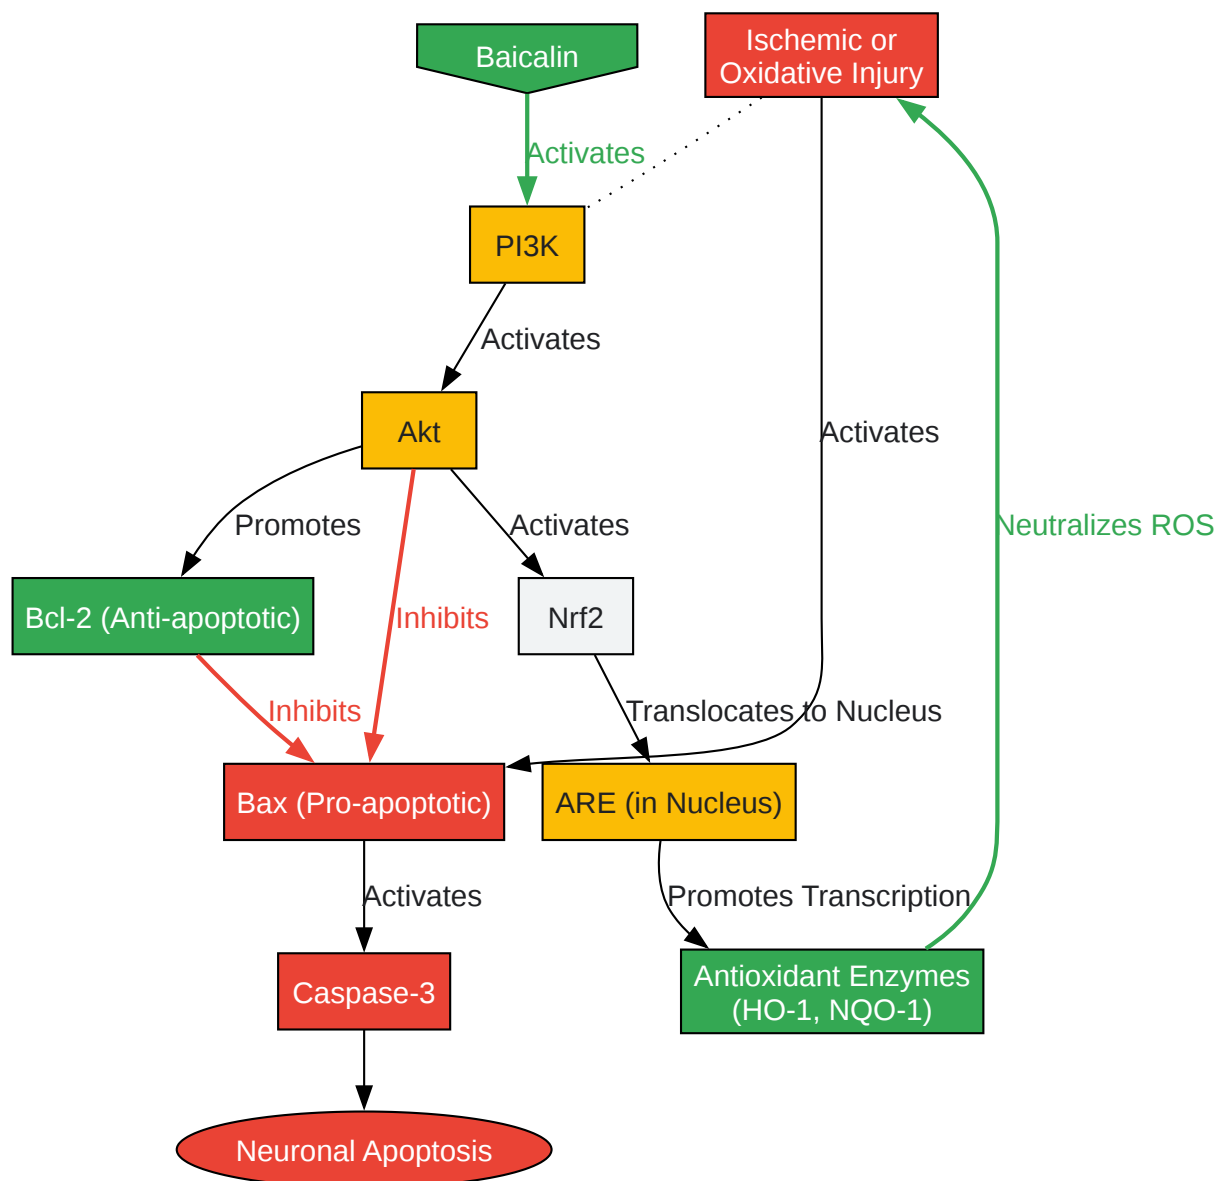 Baicalin
Ischemic or
Oxidative Injury
Activates
PI3K
Activates
Akt
Activates
Promotes
Activates
Neutralizes ROS
Bcl-2 (Anti-apoptotic)
Inhibits
Nrf2
Inhibits
Translocates to Nucleus
Bax (Pro-apoptotic)
ARE (in Nucleus)
Activates
Promotes Transcription
Caspase-3
Antioxidant Enzymes
(HO-1, NQO-1)
Neuronal Apoptosis